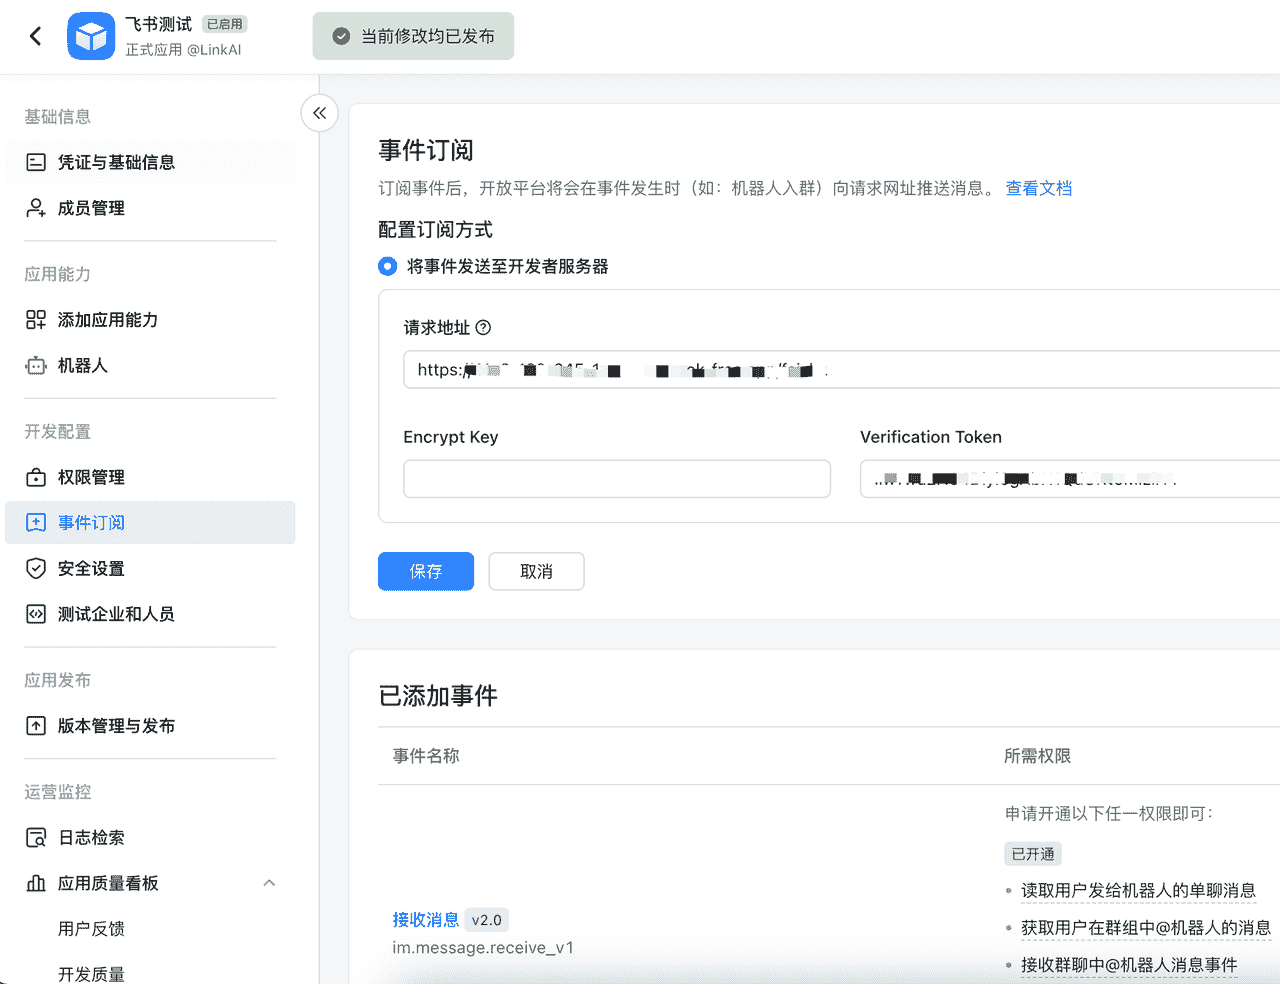 飞书测试 已启用
正式应用 @LinkAI
当前修改均已发布
基础信息
凭证与基础信息
成员管理
应用能力
添加应用能力
机器人
开发配置
权限管理
事件订阅
安全设置
测试企业和人员
应用发布
版本管理与发布
运营监控
日志检索
应用质量看板
用户反馈
开发质量
事件订阅
订阅事件后，开放平台将会在事件发生时（如：机器人入群）向请求网址推送消息。 查看文档
配置订阅方式
将事件发送至开发者服务器
请求地址
https:/
Encrypt Key
Verification Token
保存
取消
已添加事件
事件名称
所需权限
接收消息 v2.0
im.message.receive_v1
申请开通以下任一权限即可：
已开通
读取用户发给机器人的单聊消息
获取用户在群组中@机器人的消息
接收群聊中@机器人消息事件